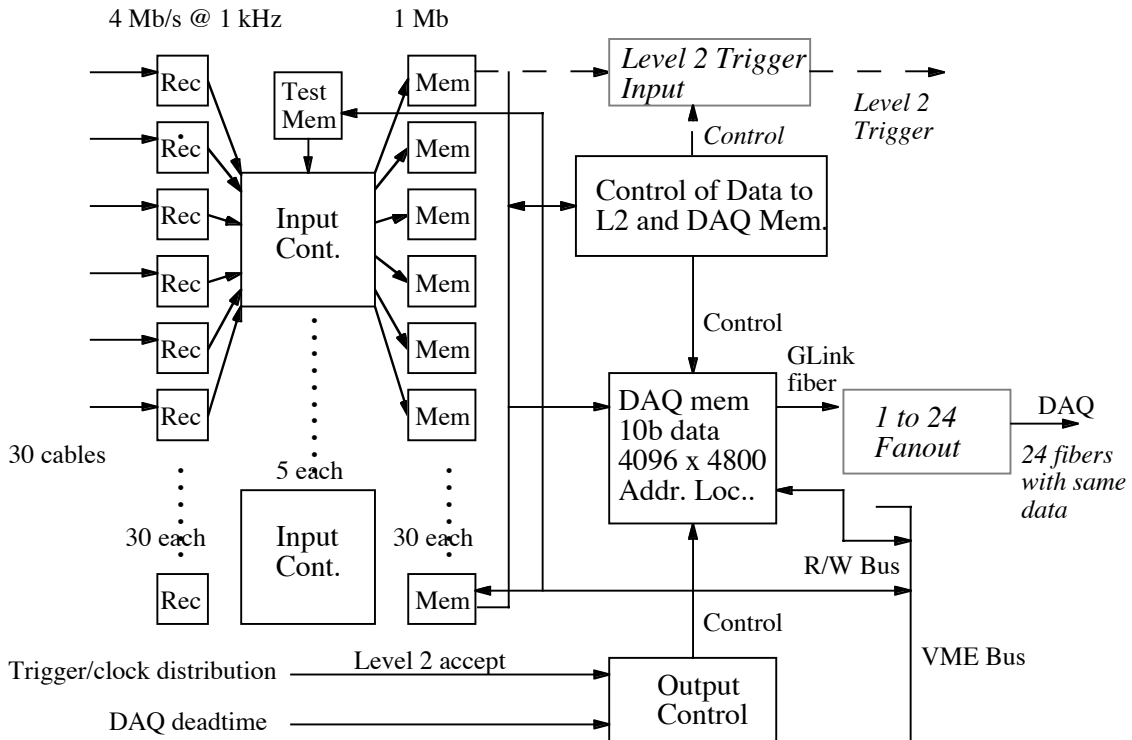 4 Mb/s @ 1 kHz
1 Mb
Rec
Test
Mem
Mem
Level 2 Trigger
Input
Level 2
Trigger
Rec
Mem
Control
Rec
Input
Cont.
Mem
Control of Data to
L2 and DAQ Mem.
Rec
Mem
Rec
Mem
Control
GLink
fiber
Rec
Mem
DAQ mem
10b data
4096 x 4800
Addr. Loc..
1 to 24
Fanout
DAQ
24 fibers
with same
data
30 cables
5 each
30 each
Input
Cont.
30 each
R/W Bus
Rec
Mem
Control
VME Bus
Trigger/clock distribution
Level 2 accept
Output
Control
DAQ deadtime